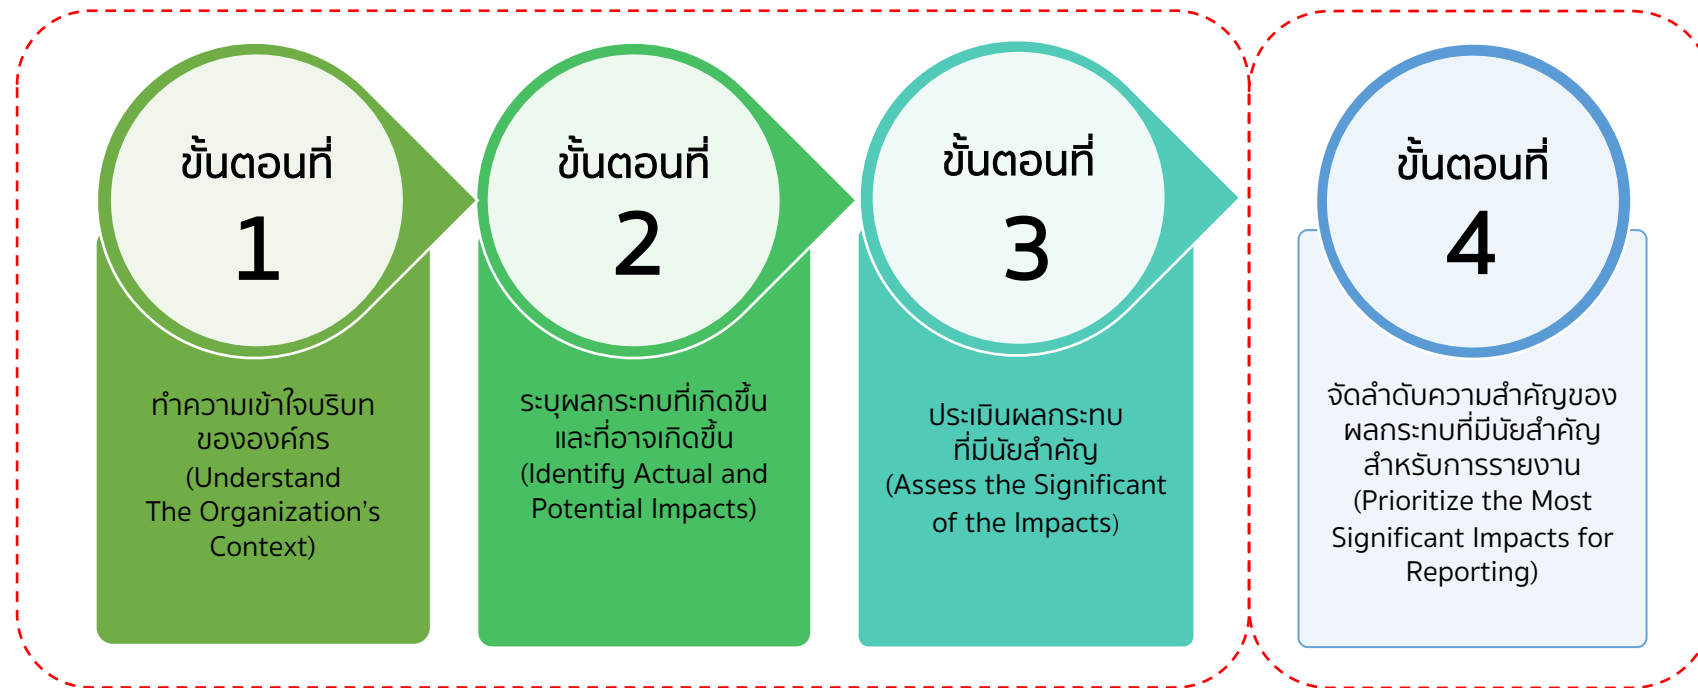 ขั้นตอนที่
1
ทำความเข้าใจบริบท
ขององค์กร
(Understand
The Organization’s
Context)
ขั้นตอนที่
2
ระบุผลกระทบที่เกิดขึ้น
และที่อาจเกิดขึ้น
(Identify Actual and
Potential Impacts)
ขั้นตอนที่
3
ประเมินผลกระทบ
ที่มีนัยสำคัญ
(Assess the Significant
of the Impacts)
ขั้นตอนที่
4
จัดลำดับความสำคัญของ
ผลกระทบที่มีนัยสำคัญ
สำหรับการรายงาน
(Prioritize the Most
Significant Impacts for
Reporting)